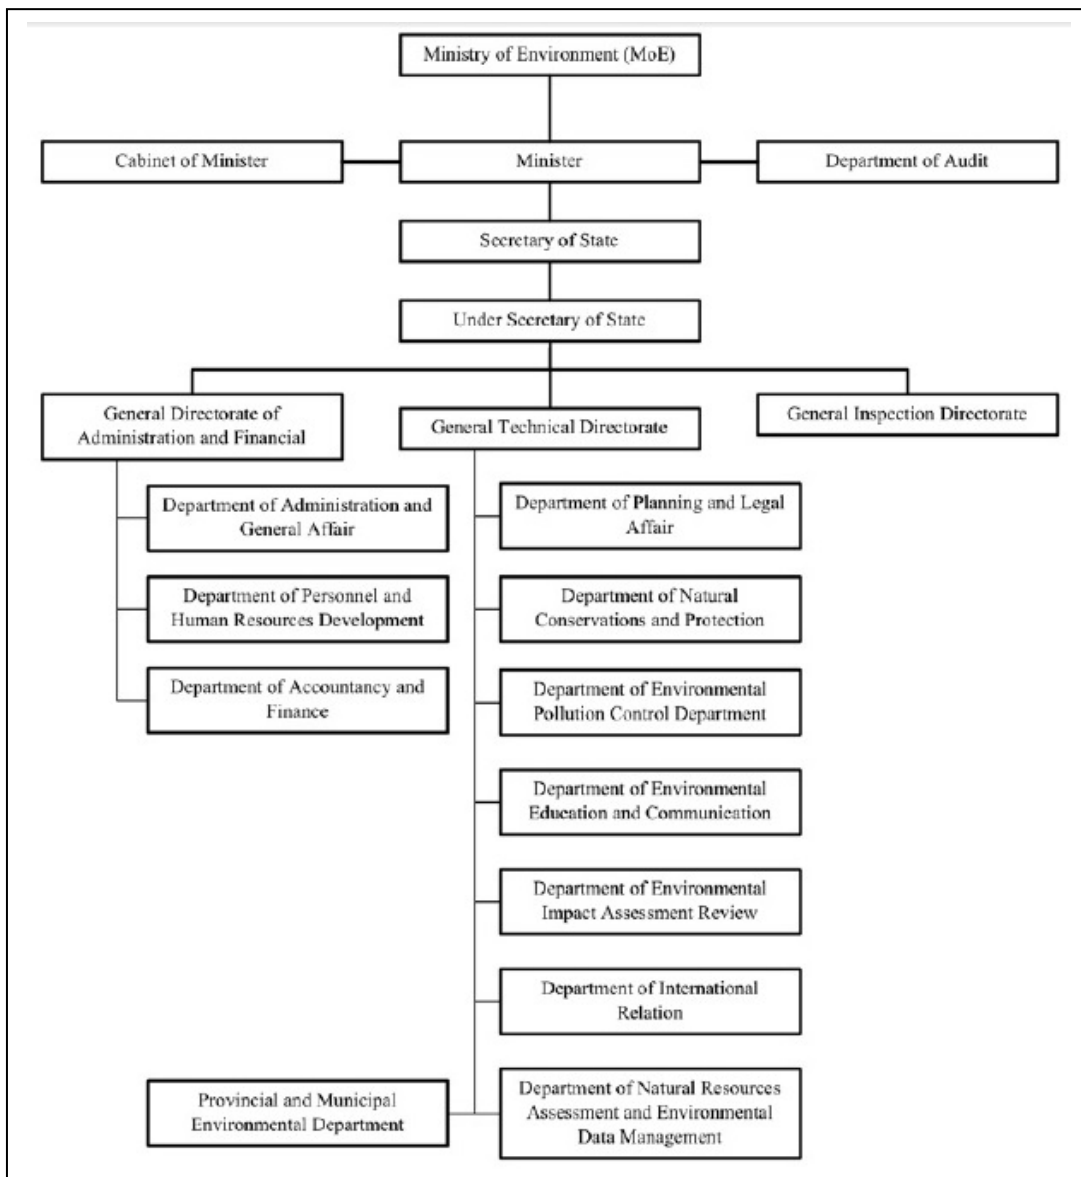 Ministry of Environment (MoE)
Cabinet of Minister
Minister
Department of Audit
Secretary of State
Under Secretary of State
General Directorate of
Administration and Financial
General Technical Directorate
General Inspection Directorate
Department of Administration and
General Affair
Department of Personnel and
Human Resources Development
Department of Accountancy and
Finance
Department of Planning and Legal
Affair
Department of Natural
Conservations and Protection
Department of Environmental
Pollution Control Department
Department of Environmental
Education and Communication
Department of Environmental
Impact Assessment Review
Department of International
Relation
Provincial and Municipal
Environmental Department
Department of Natural Resources
Assessment and Environmental
Data Management